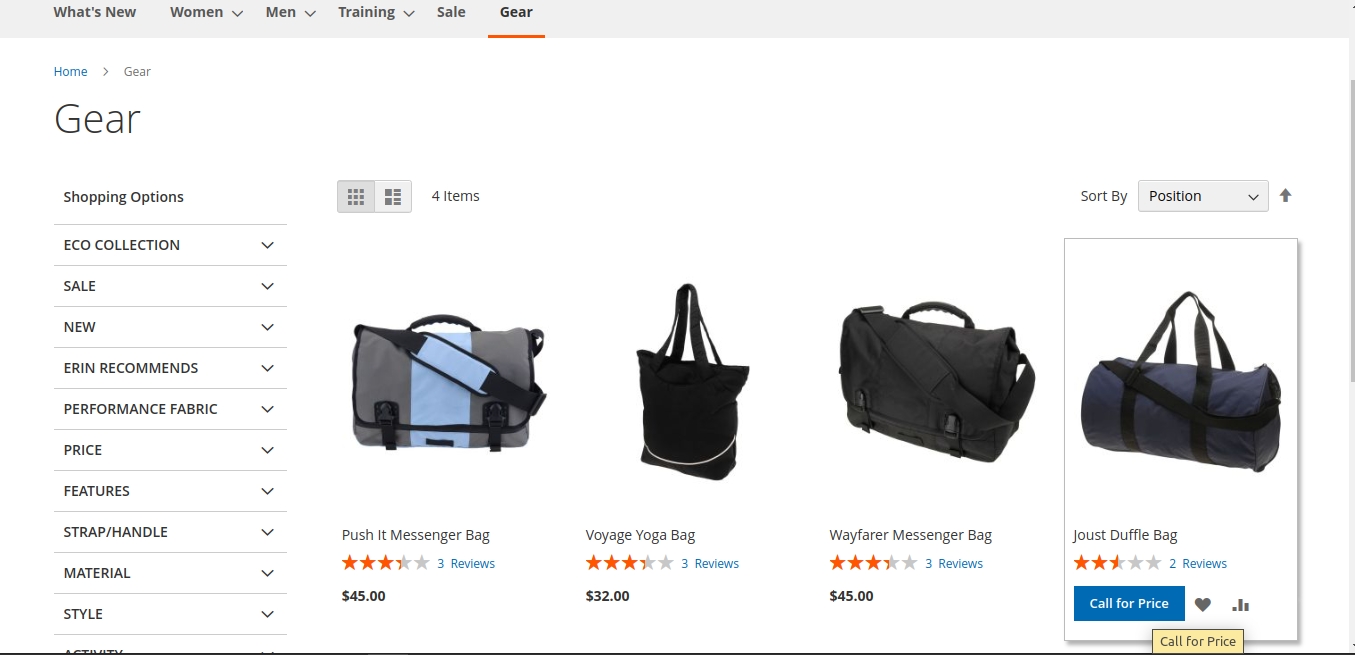 What's New Women Men Training Sale Gear
Home Gear
Gear
Shopping Options
4 Items
Sort By Position
ECO COLLECTION
SALE
NEW
ERIN RECOMMENDS
PERFORMANCE FABRIC
PRICE
FEATURES
STRAP/HANDLE
MATERIAL
STYLE
ACTIVITY
Push It Messenger Bag
3 Reviews
$45.00
Voyage Yoga Bag
3 Reviews
$32.00
Wayfarer Messenger Bag
3 Reviews
$45.00
Joust Duffle Bag
2 Reviews
Call for Price
Call for Price